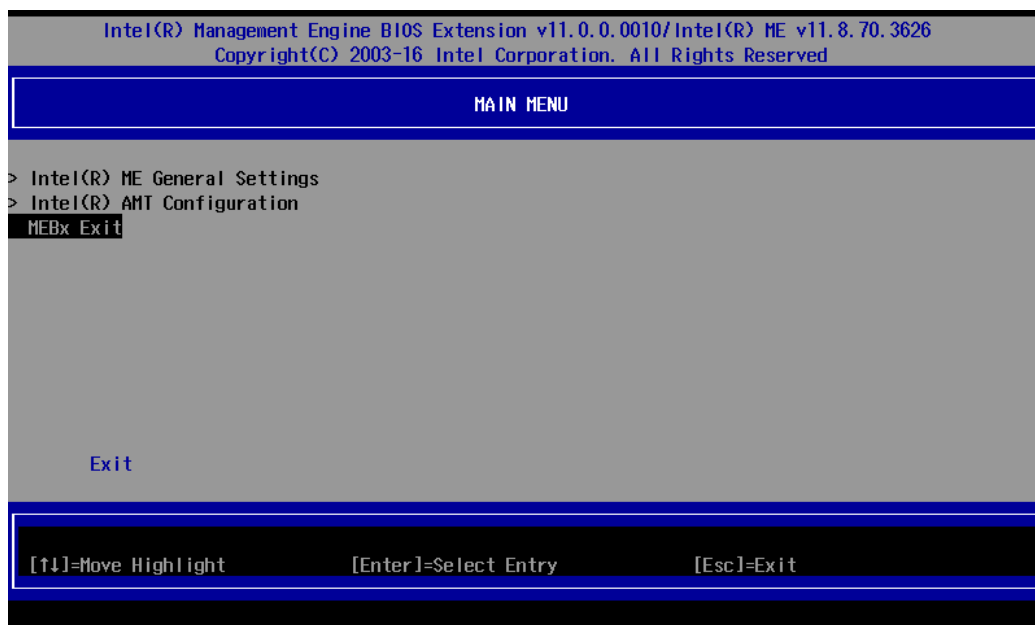 Intel(R) Management Engine BIOS Extension v11.0.0.0010/Intel(R) ME v11.8.70.3626
Copyright(C) 2003-16 Intel Corporation. All Rights Reserved
MAIN MENU
> Intel(R) ME General Settings
> Intel(R) AMT Configuration
MEBx Exit
Exit
[↑↓]=Move Highlight [Enter]=Select Entry [Esc]=Exit